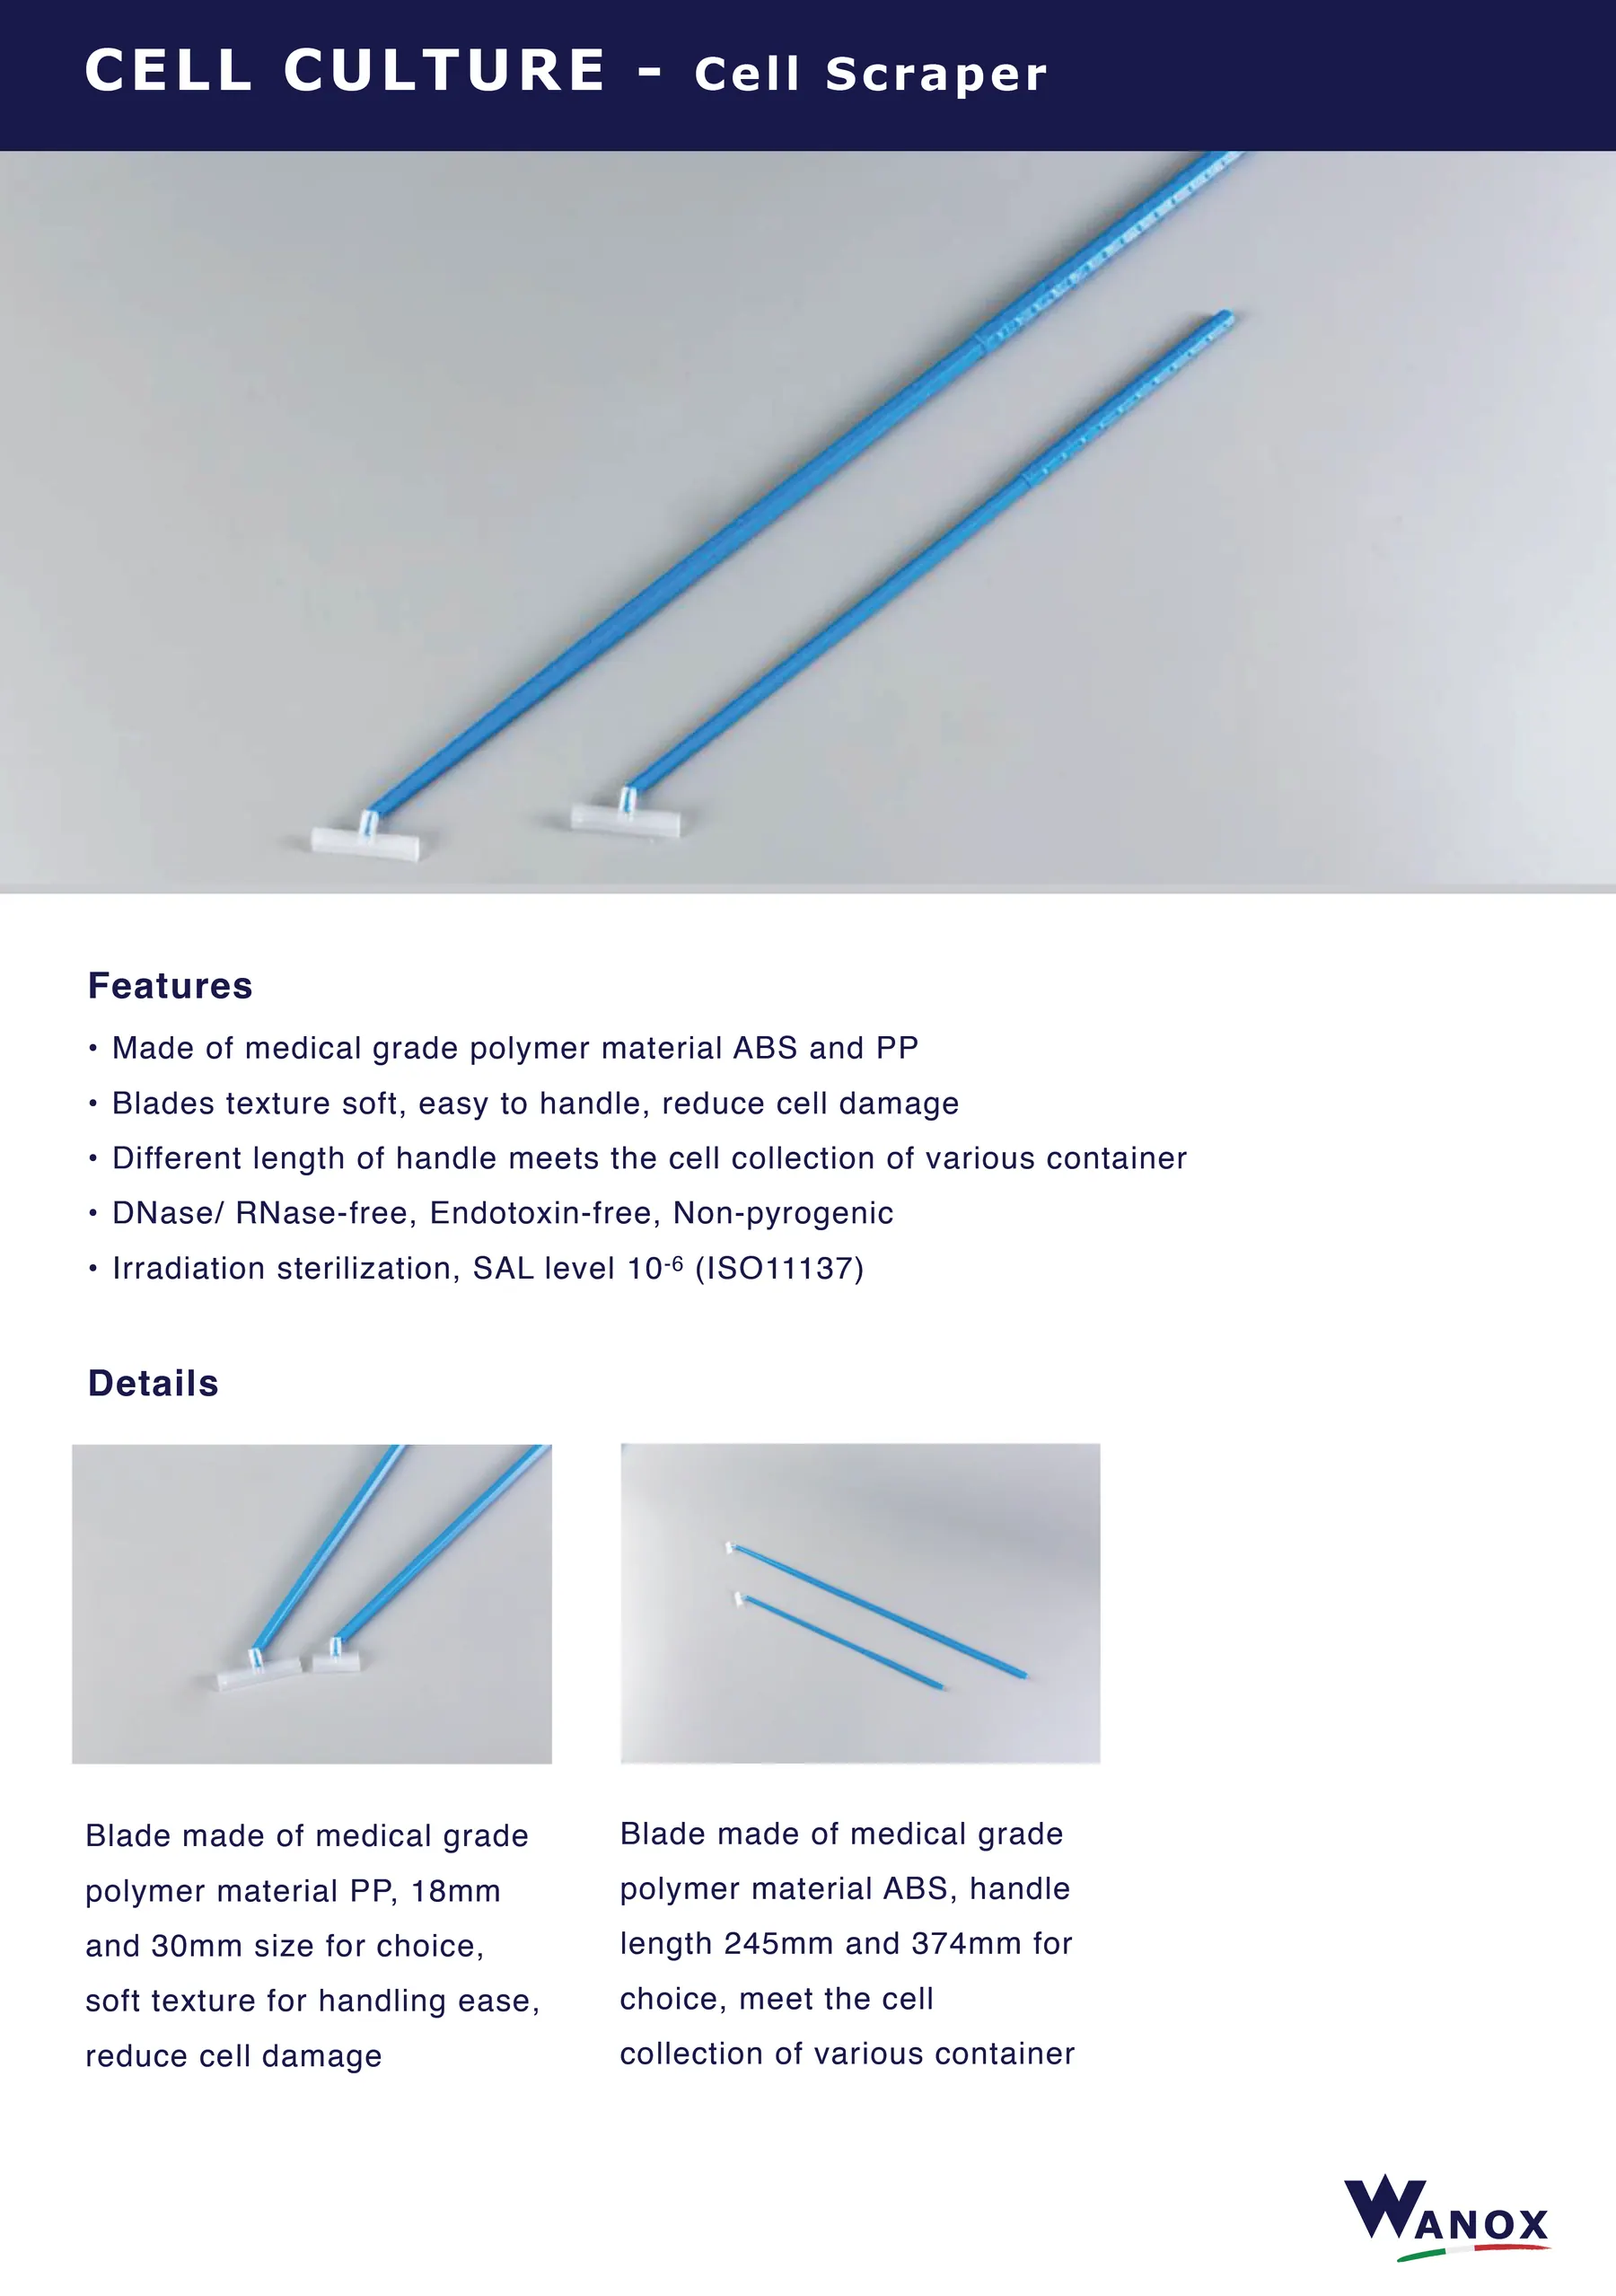 CELL CULTURE - Cell Scraper
Features
• Made of medical grade polymer material ABS and PP
• Blades texture soft, easy to handle, reduce cell damage
• Different length of handle meets the cell collection of various container
• DNase/ RNase-free, Endotoxin-free, Non-pyrogenic
• Irradiation sterilization, SAL level 10-6 (ISO11137)
Details
Blade made of medical grade
polymer material PP, 18mm
and 30mm size for choice,
soft texture for handling ease,
reduce cell damage
Blade made of medical grade
polymer material ABS, handle
length 245mm and 374mm for
choice, meet the cell
collection of various container
WANOX